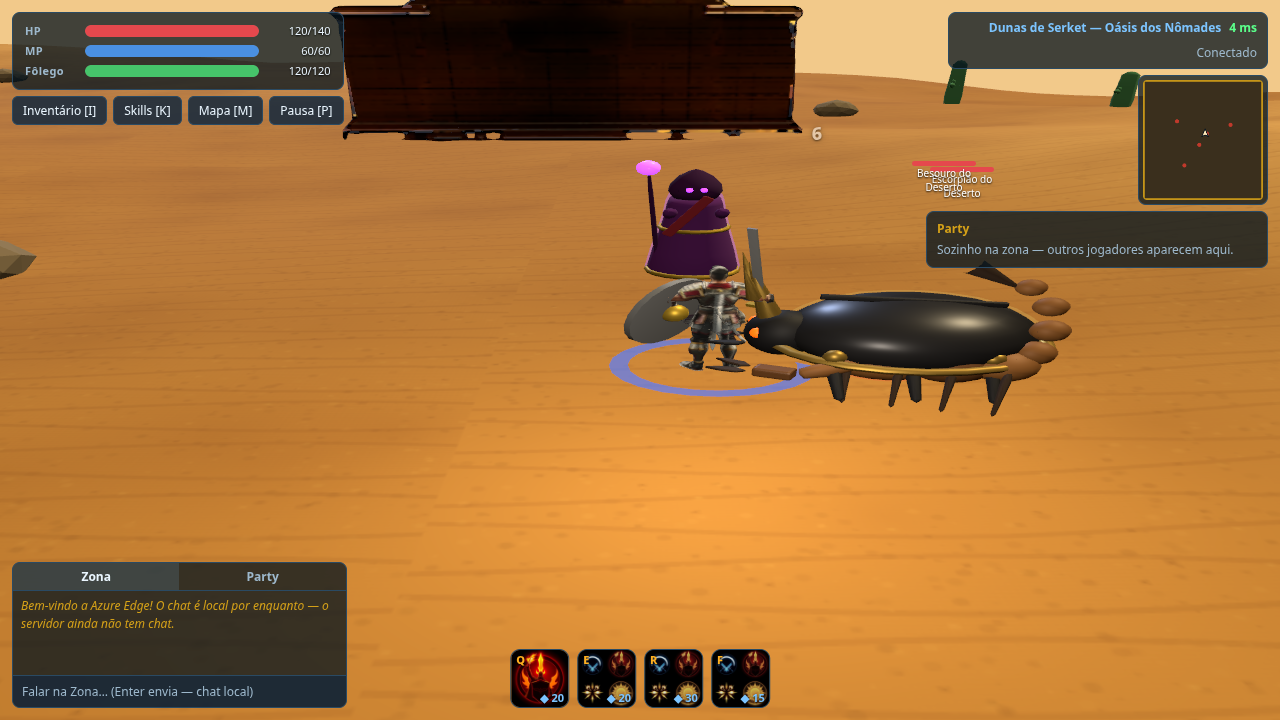 HP 120/140
MP 60/60
Fôlego 120/120
Inventário [I] Skills [K] Mapa [M] Pausa [P]
Dunas de Serket — Oásis dos Nômades 4 ms
Conectado
6
Besouro do
Deserto
Escorpião do
Deserto
Party
Sozinho na zona — outros jogadores aparecem aqui.
Zona Party
Bem-vindo a Azure Edge! O chat é local por enquanto — o
servidor ainda não tem chat.
Falar na Zona... (Enter envia — chat local)
Q 20
E 20
R 30
F 15